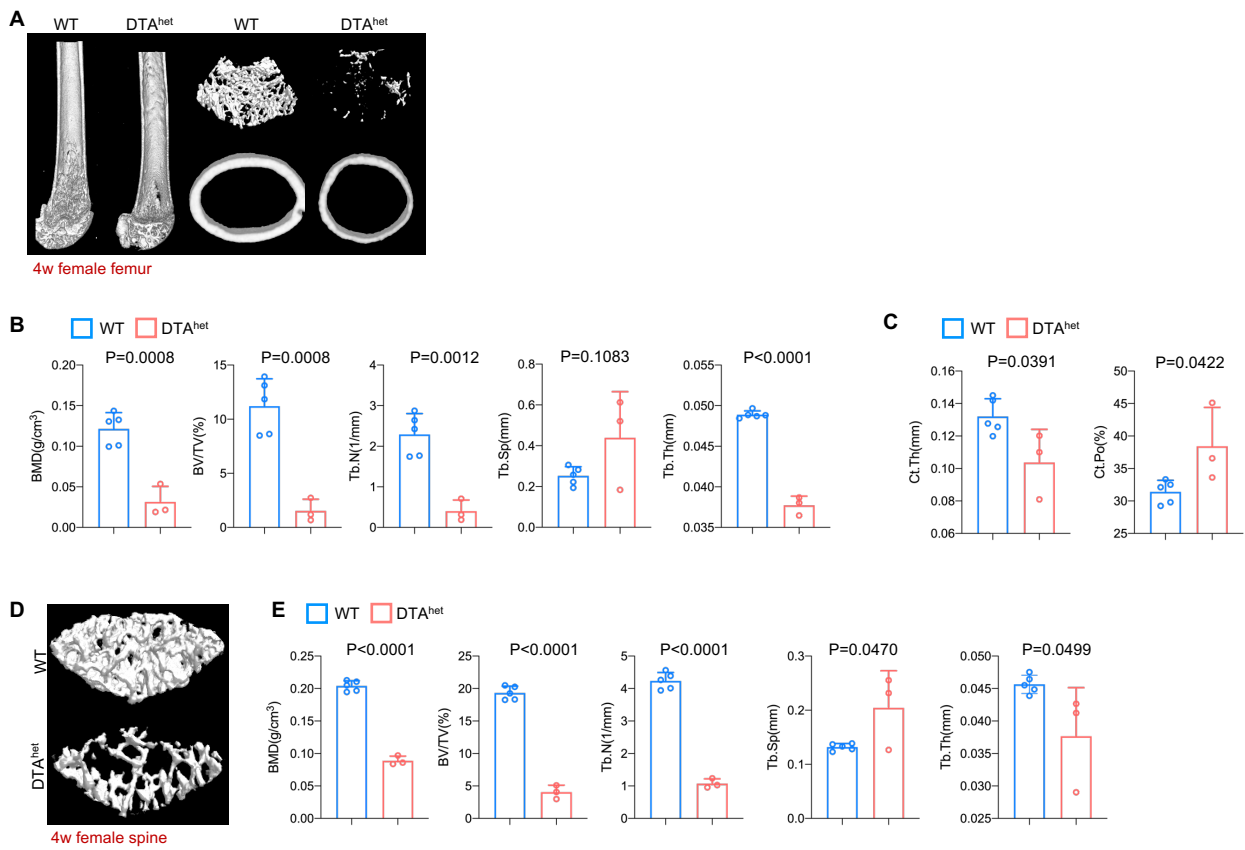 A
WT DTAhet WT DTAhet
4w female femur
B
WT DTAhet
P=0.0008
BMD(g/cm3)
0.20
0.15
0.10
0.05
0.00
P=0.0008
BV/TV(%)
15
10
5
0
P=0.0012
Tb.N(1/mm)
4
3
2
1
0
P=0.1083
Tb.Sp(mm)
0.8
0.6
0.4
0.2
0.0
P<0.0001
Tb.Th(mm)
0.055
0.050
0.045
0.040
0.035
C
WT DTAhet
P=0.0391
Ct.Th(mm)
0.16
0.14
0.12
0.10
0.08
0.06
P=0.0422
Ct.Po(%)
50
45
40
35
30
25
D
WT
DTAhet
4w female spine
E
WT DTAhet
P<0.0001
BMD(g/cm3)
0.25
0.20
0.15
0.10
0.05
0.00
P<0.0001
BV/TV(%)
25
20
15
10
5
0
P<0.0001
Tb.N(1/mm)
5
4
3
2
1
0
P=0.0470
Tb.Sp(mm)
0.3
0.2
0.1
0.0
P=0.0499
Tb.Th(mm)
0.050
0.045
0.040
0.035
0.030
0.025